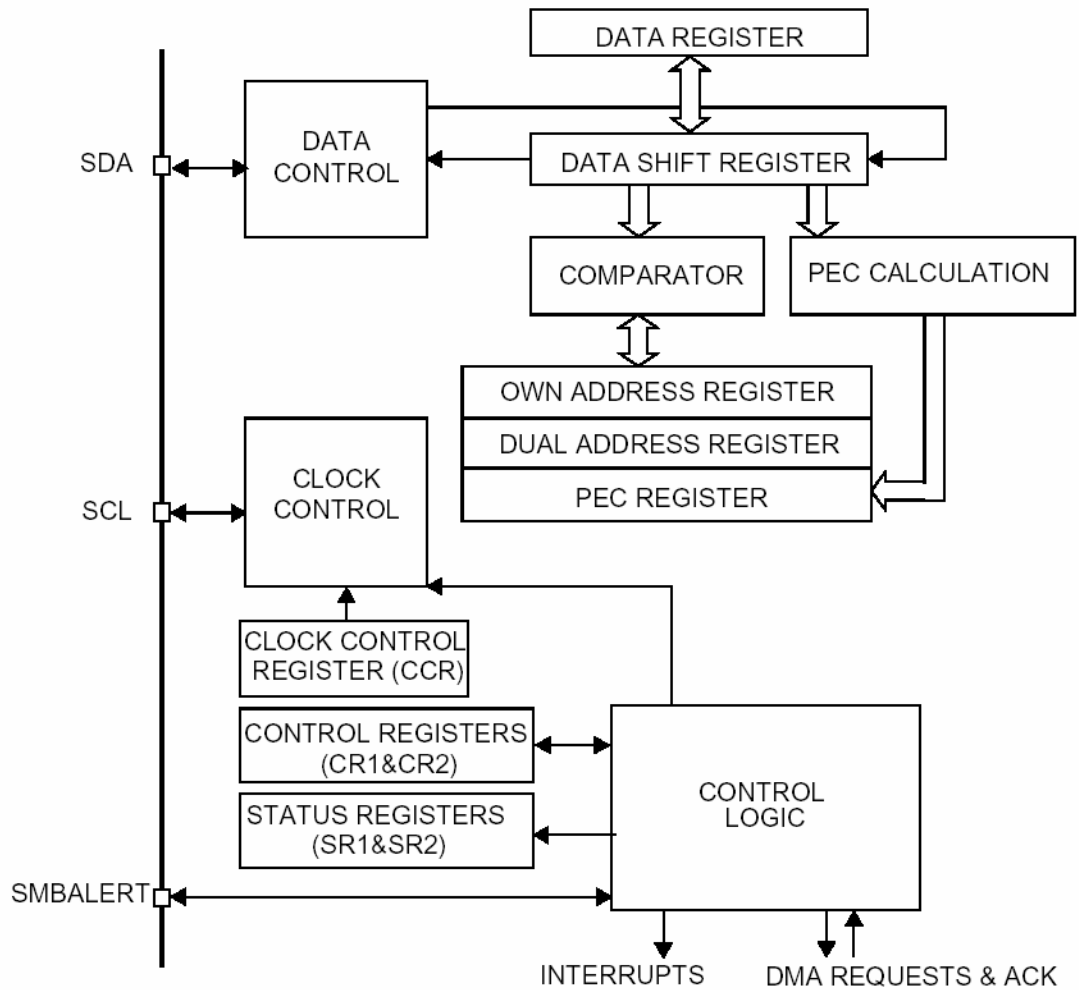 DATA REGISTER
DATA
CONTROL
SDA
DATA SHIFT REGISTER
COMPARATOR
PEC CALCULATION
OWN ADDRESS REGISTER
DUAL ADDRESS REGISTER
PEC REGISTER
CLOCK
CONTROL
SCL
CLOCK CONTROL
REGISTER (CCR)
CONTROL REGISTERS
(CR1&CR2)
STATUS REGISTERS
(SR1&SR2)
CONTROL
LOGIC
SMBALERT
INTERRUPTS
DMA REQUESTS & ACK